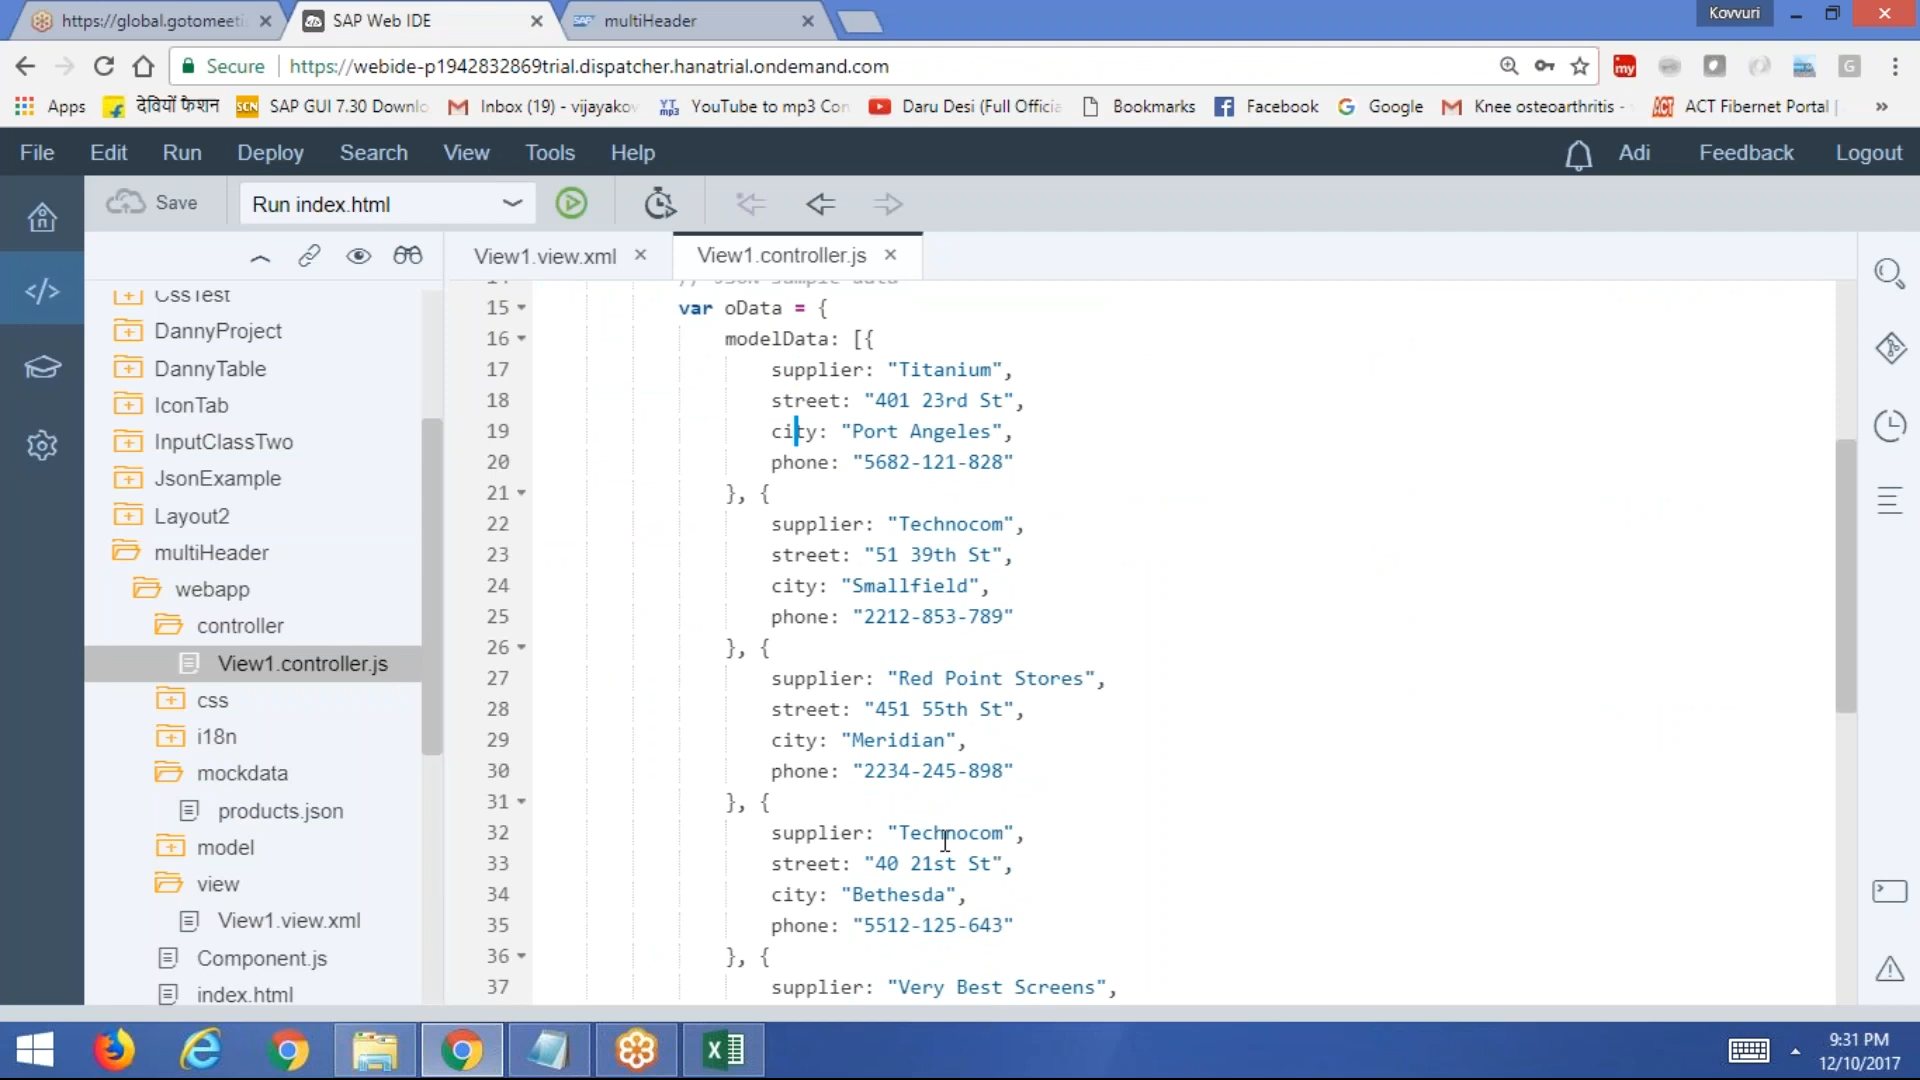 https://global.gotomeeti
SAP Web IDE
multiHeader
Kovvuri
Secure
https://webide-p1942832869trial.dispatcher.hanatrial.ondemand.com
Apps
देवियों फैशन
SCN
SAP GUI 7.30 Downlo
Inbox (19) - vijayakov
YouTube to mp3 Con
Daru Desi (Full Officia
Bookmarks
Facebook
Google
Knee osteoarthritis -
ACT Fibernet Portal |
»
File
Edit
Run
Deploy
Search
View
Tools
Help
Adi
Feedback
Logout
Save
Run index.html
View1.view.xml
View1.controller.js
CssTest
DannyProject
DannyTable
IconTab
InputClassTwo
JsonExample
Layout2
multiHeader
webapp
controller
View1.controller.js
css
i18n
mockdata
products.json
model
view
View1.view.xml
Component.js
index.html
14 // JSON sample data
15 var oData = {
16 modelData: [{
17 supplier: "Titanium",
18 street: "401 23rd St",
19 city: "Port Angeles",
20 phone: "5682-121-828"
21 }, {
22 supplier: "Technocom",
23 street: "51 39th St",
24 city: "Smallfield",
25 phone: "2212-853-789"
26 }, {
27 supplier: "Red Point Stores",
28 street: "451 55th St",
29 city: "Meridian",
30 phone: "2234-245-898"
31 }, {
32 supplier: "Technocom",
33 street: "40 21st St",
34 city: "Bethesda",
35 phone: "5512-125-643"
36 }, {
37 supplier: "Very Best Screens",
9:31 PM
12/10/2017